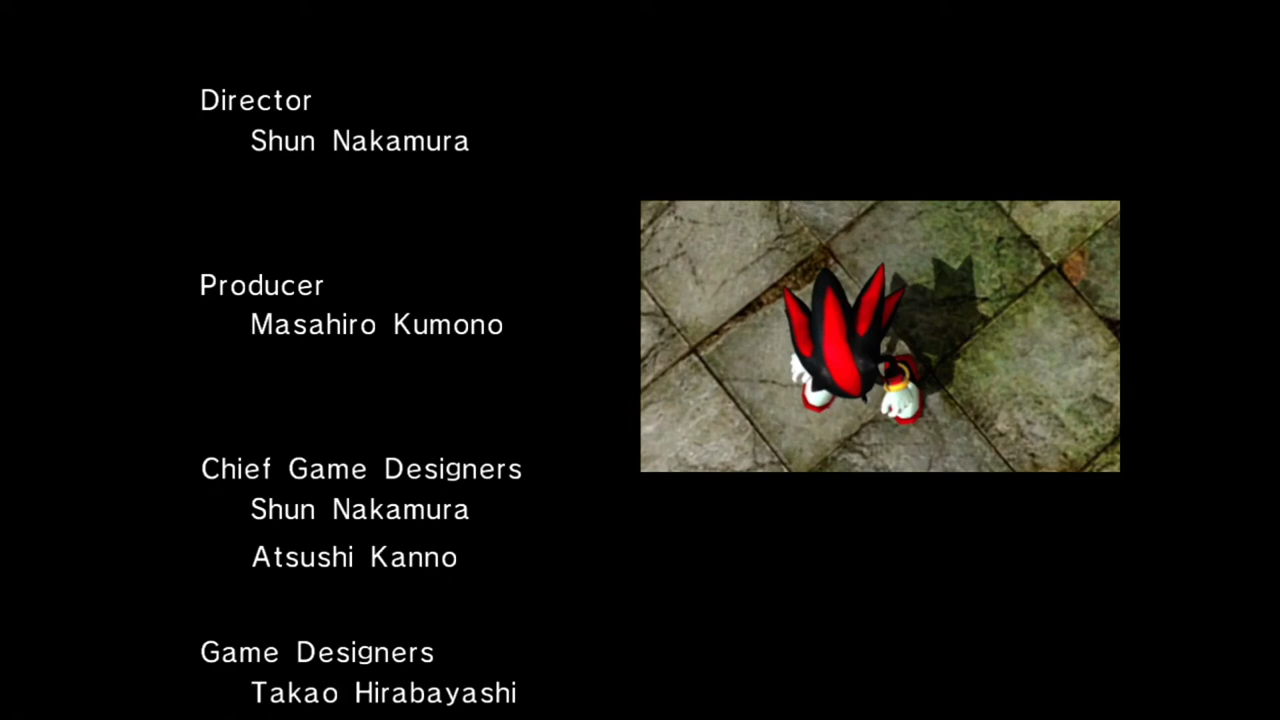 Director
Shun Nakamura
Producer
Masahiro Kumono
Chief Game Designers
Shun Nakamura
Atsushi Kanno
Game Designers
Takao Hirabayashi